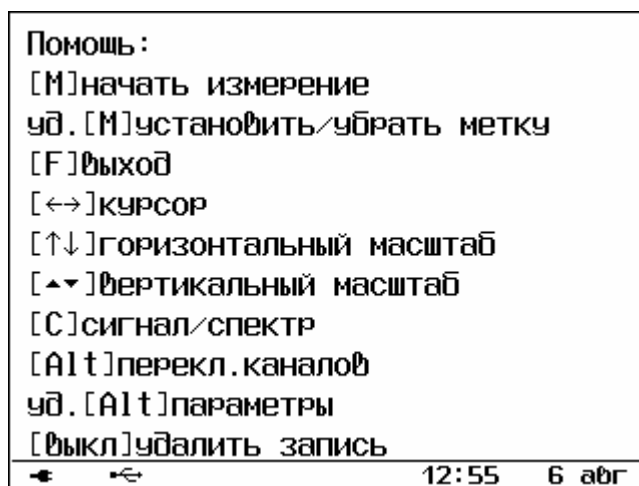 Помощь:
[M]начать измерение
уд.[M]установить/убрать метку
[F]выход
[←→]курсор
[↑↓]горизонтальный масштаб
[▲▼]вертикальный масштаб
[C]сигнал/спектр
[Alt]перекл.каналов
уд.[Alt]параметры
[выкл]удалить запись
12:55 6 авг